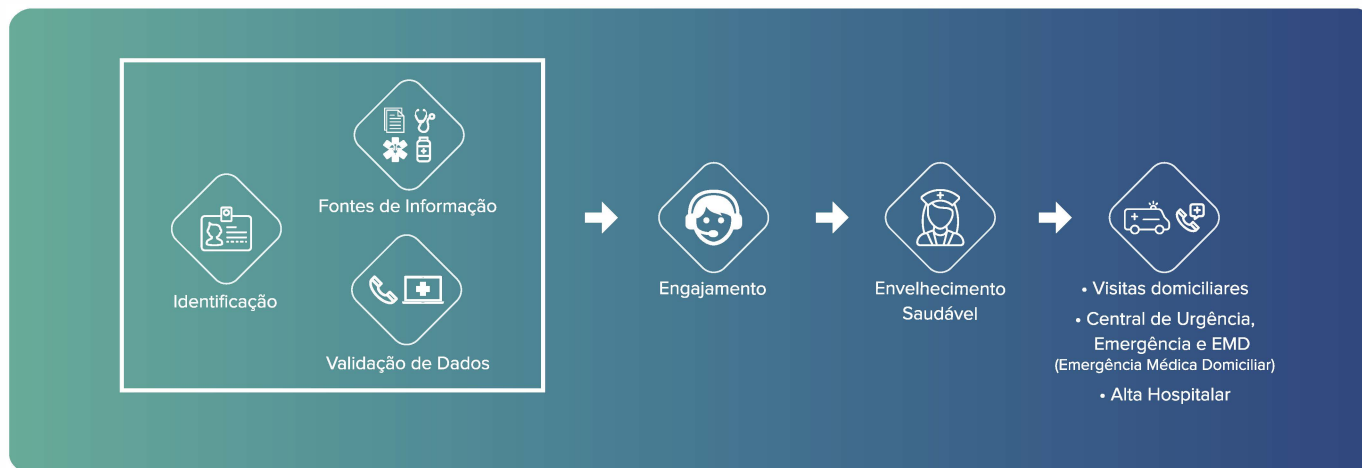 Identificação
Fontes de Informação
Validação de Dados
Engajamento
Envelhecimento
Saudável
• Visitas domiciliares
• Central de Urgência,
Emergência e EMD
(Emergência Médica Domiciliar)
• Alta Hospitalar